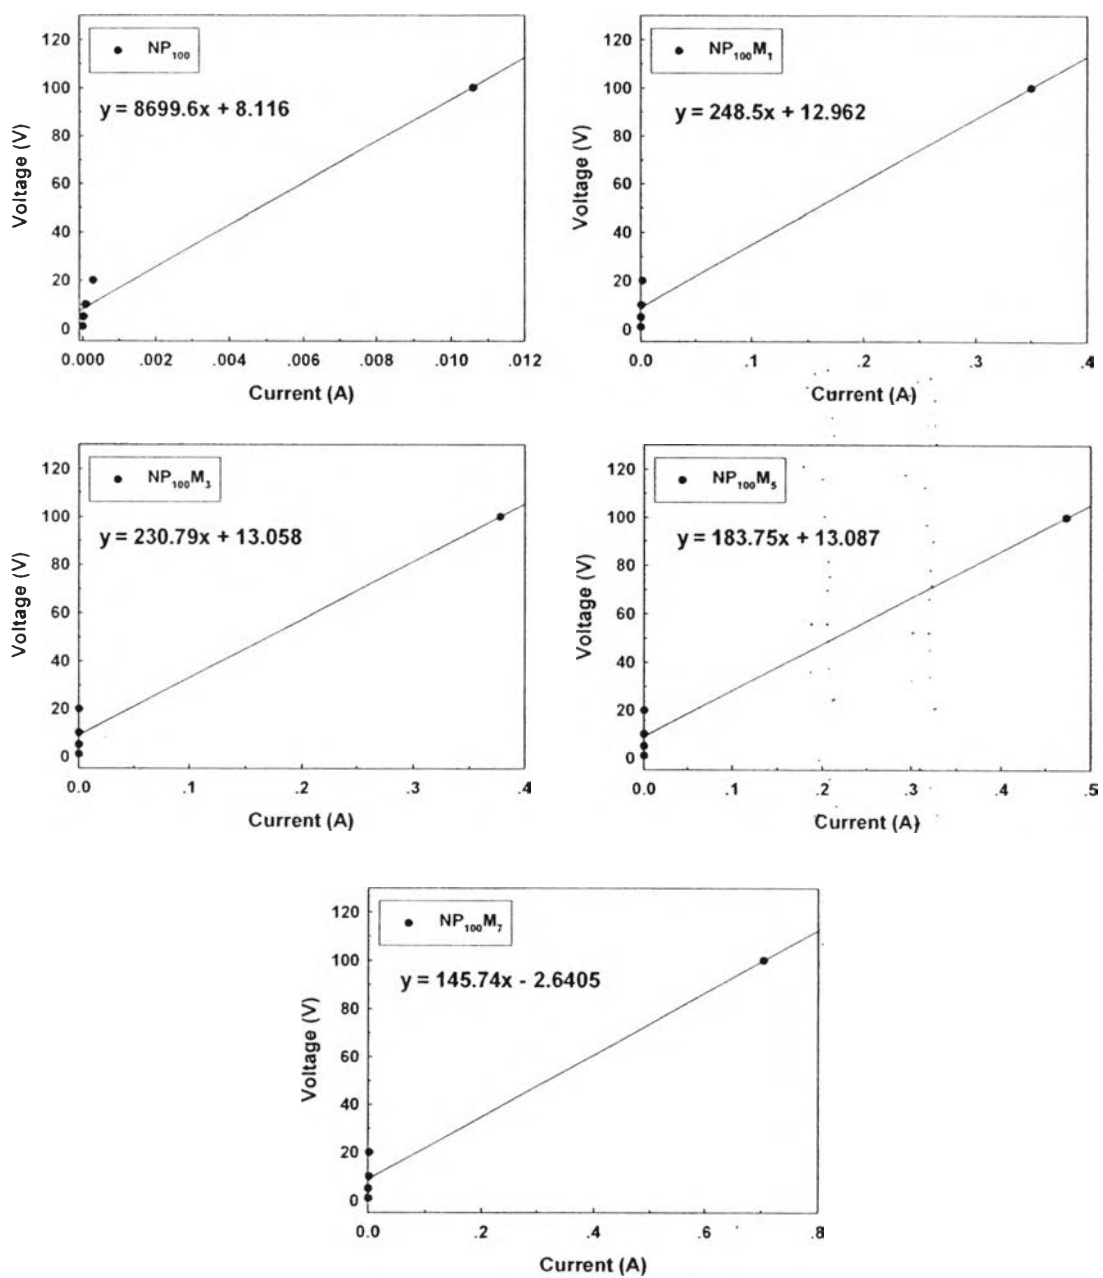 NP100
y = 8699.6x + 8.116
Voltage (V)
120
100
80
60
40
20
0
0.000 .002 .004 .006 .008 .010 .012
Current (A)
NP100M1
y = 248.5x + 12.962
Voltage (V)
120
100
80
60
40
20
0
0.0 .1 .2 .3 .4
Current (A)
NP100M3
y = 230.79x + 13.058
Voltage (V)
120
100
80
60
40
20
0
0.0 .1 .2 .3 .4
Current (A)
NP100M5
y = 183.75x + 13.087
Voltage (V)
120
100
80
60
40
20
0
0.0 .1 .2 .3 .5
Current (A)
NP100M7
y = 145.74x - 2.6405
Voltage (V)
120
100
80
60
40
20
0
0.0 .2 .4 .6 .8
Current (A)